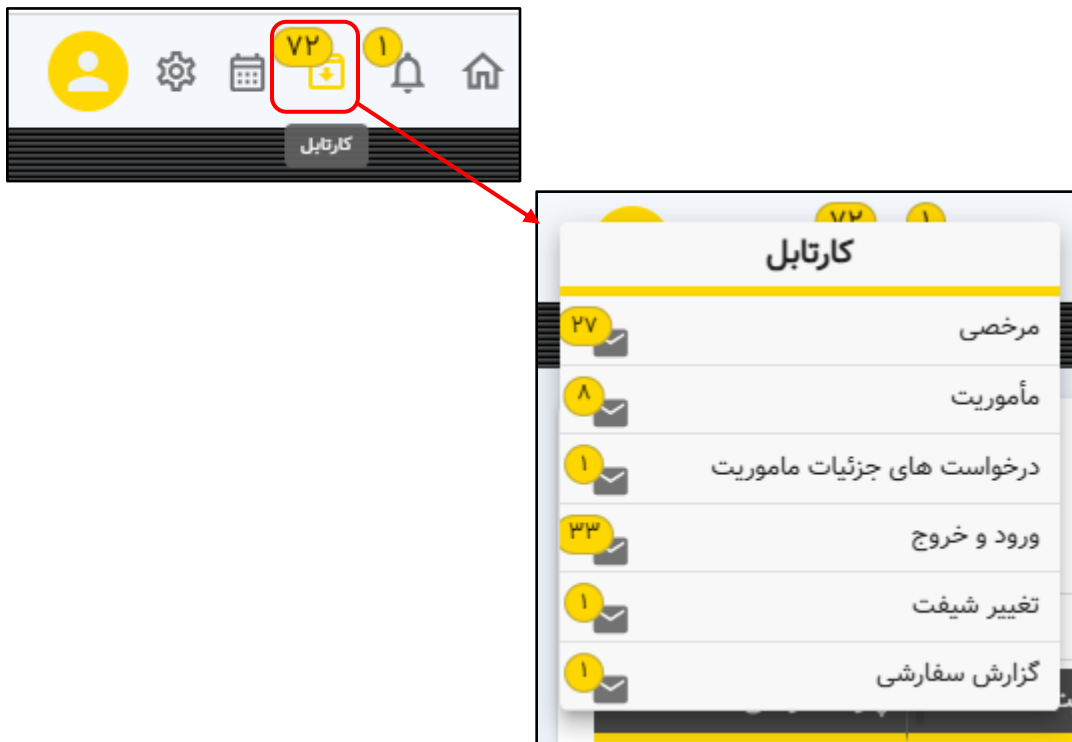 ۷۲
۱
کارتابل
۷۲
۱
کارتابل
مرخصی
۲۷
مأموریت
۸
درخواست های جزئیات ماموریت
۱
ورود و خروج
۳۳
تغییر شیفت
۱
گزارش سفارشی
۱